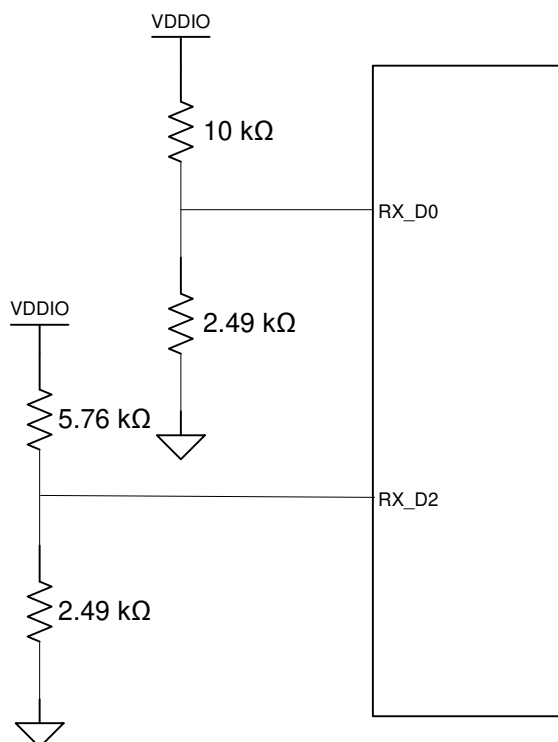 VDDIO
10 kΩ
RX_D0
2.49 kΩ
VDDIO
5.76 kΩ
RX_D2
2.49 kΩ